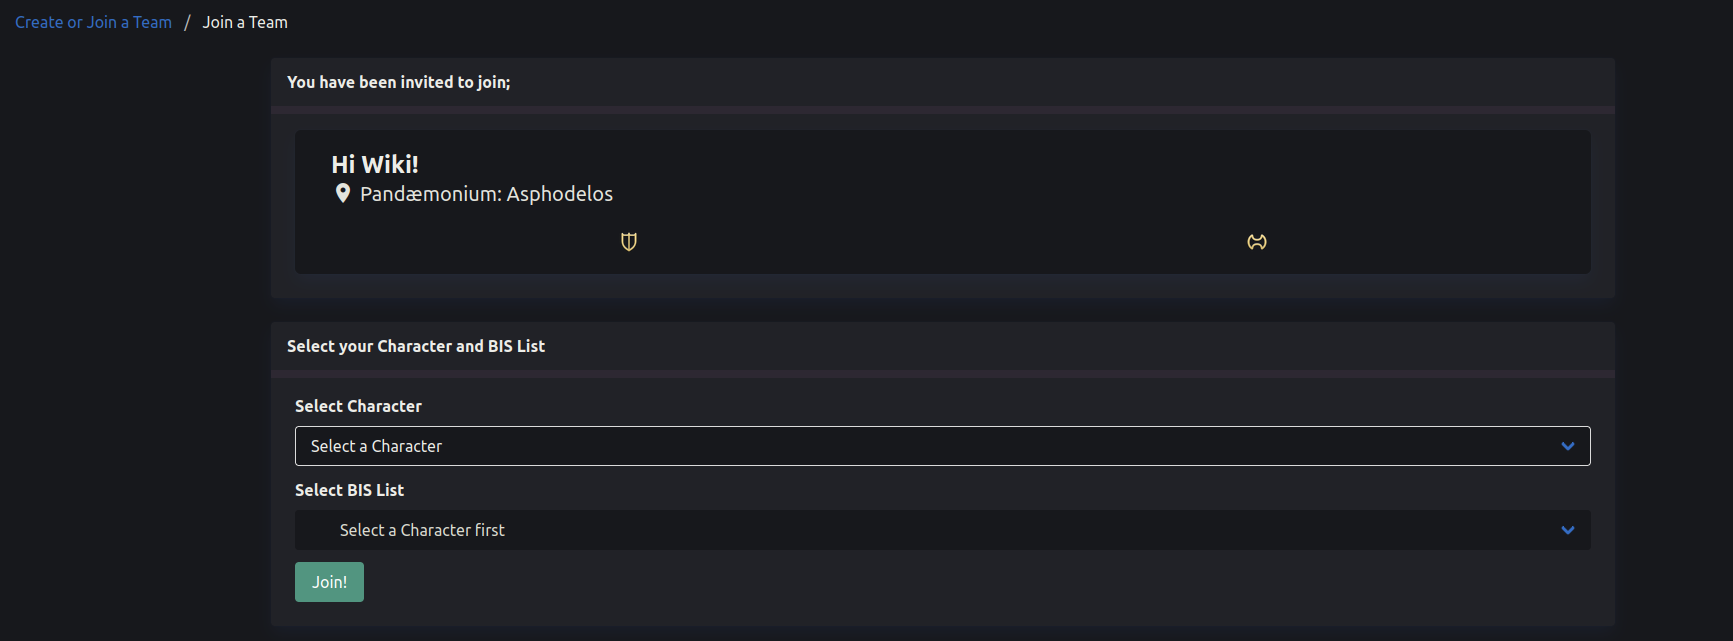 Create or Join a Team / Join a Team
You have been invited to join;
Hi Wiki!
Pandæmonium: Asphodelos
Select your Character and BIS List
Select Character
Select a Character
Select BIS List
Select a Character first
Join!